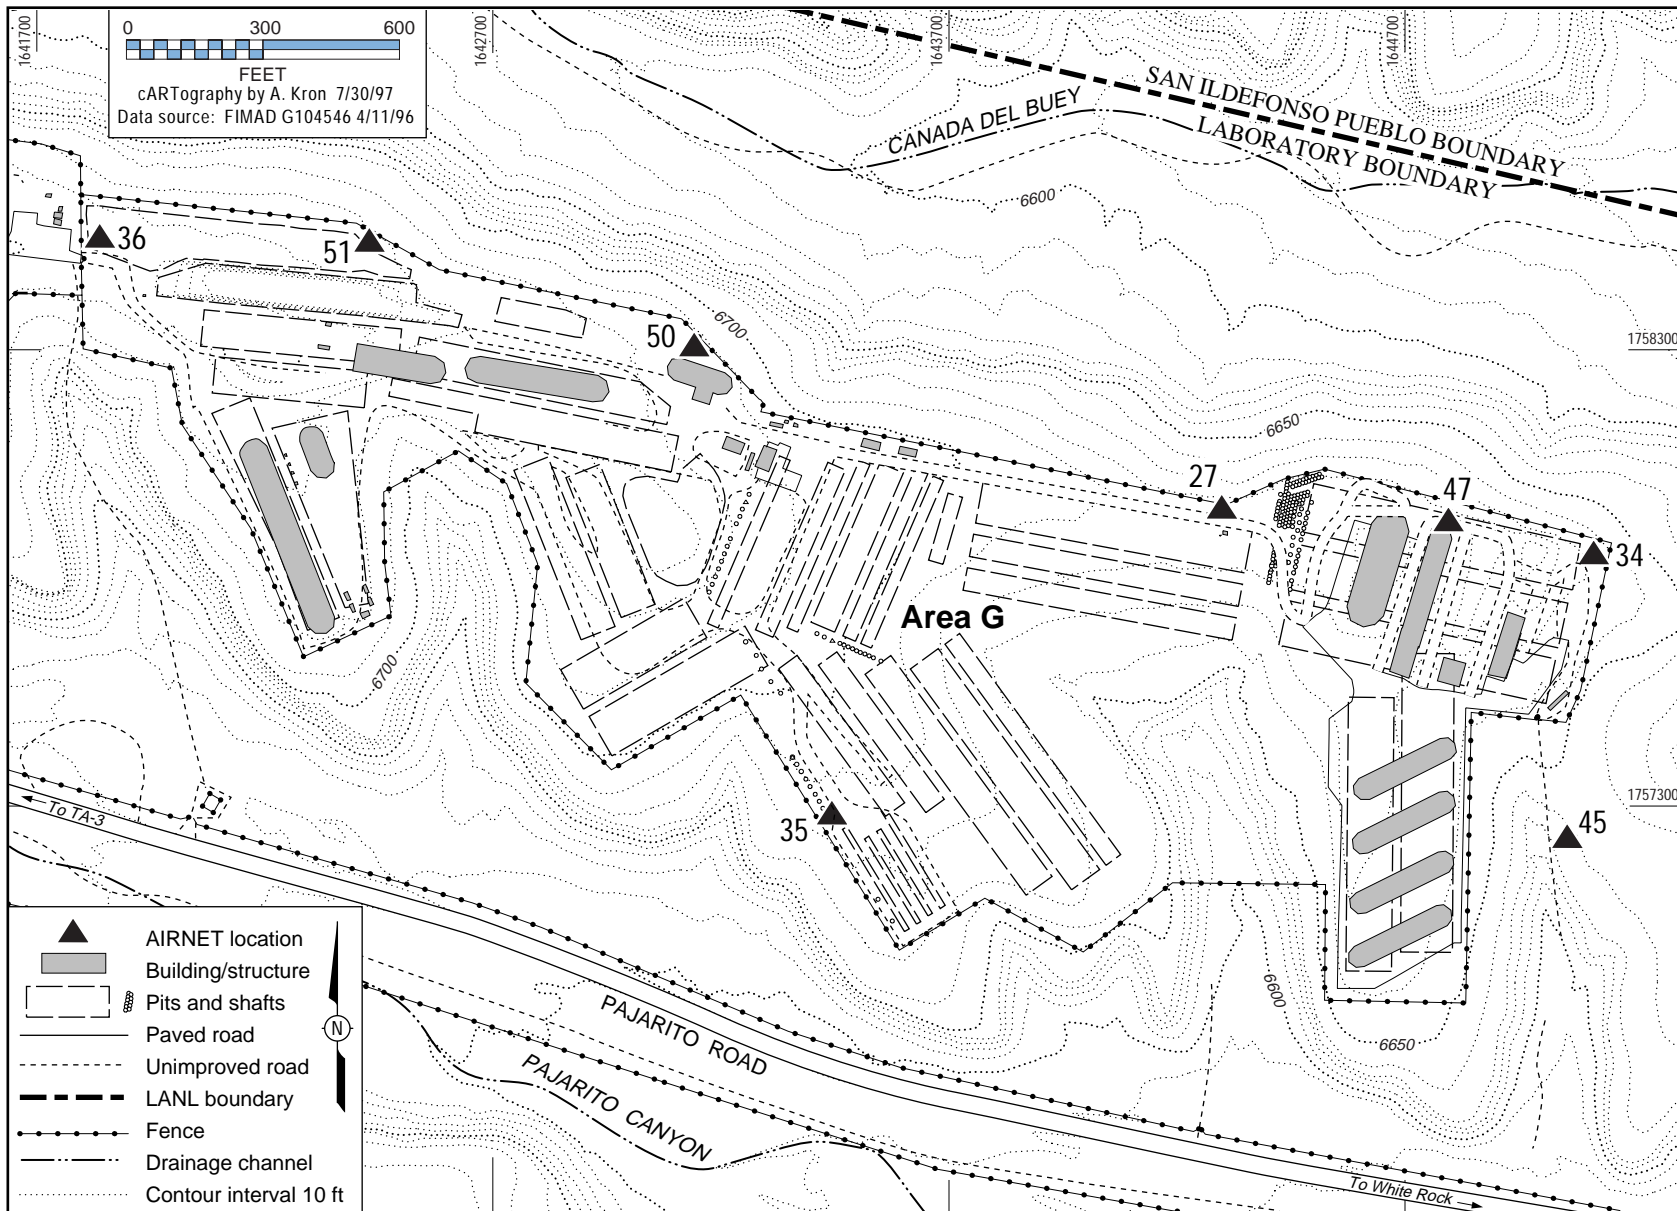 1641700
1642700
1643700
1644700
0 300 600
FEET
cARTography by A. Kron 7/30/97
Data source: FIMAD G104546 4/11/96
SAN ILDEFONSO PUEBLO BOUNDARY
LABORATORY BOUNDARY
CANADA DEL BUEY
6600
36
51
50
6700
1758300
6650
27
47
34
Area G
6700
1757300
To TA-3
35
45
AIRNET location
Building/structure
Pits and shafts
Paved road
Unimproved road
LANL boundary
Fence
Drainage channel
Contour interval 10 ft
N
PAJARITO ROAD
PAJARITO CANYON
6600
6650
To White Rock